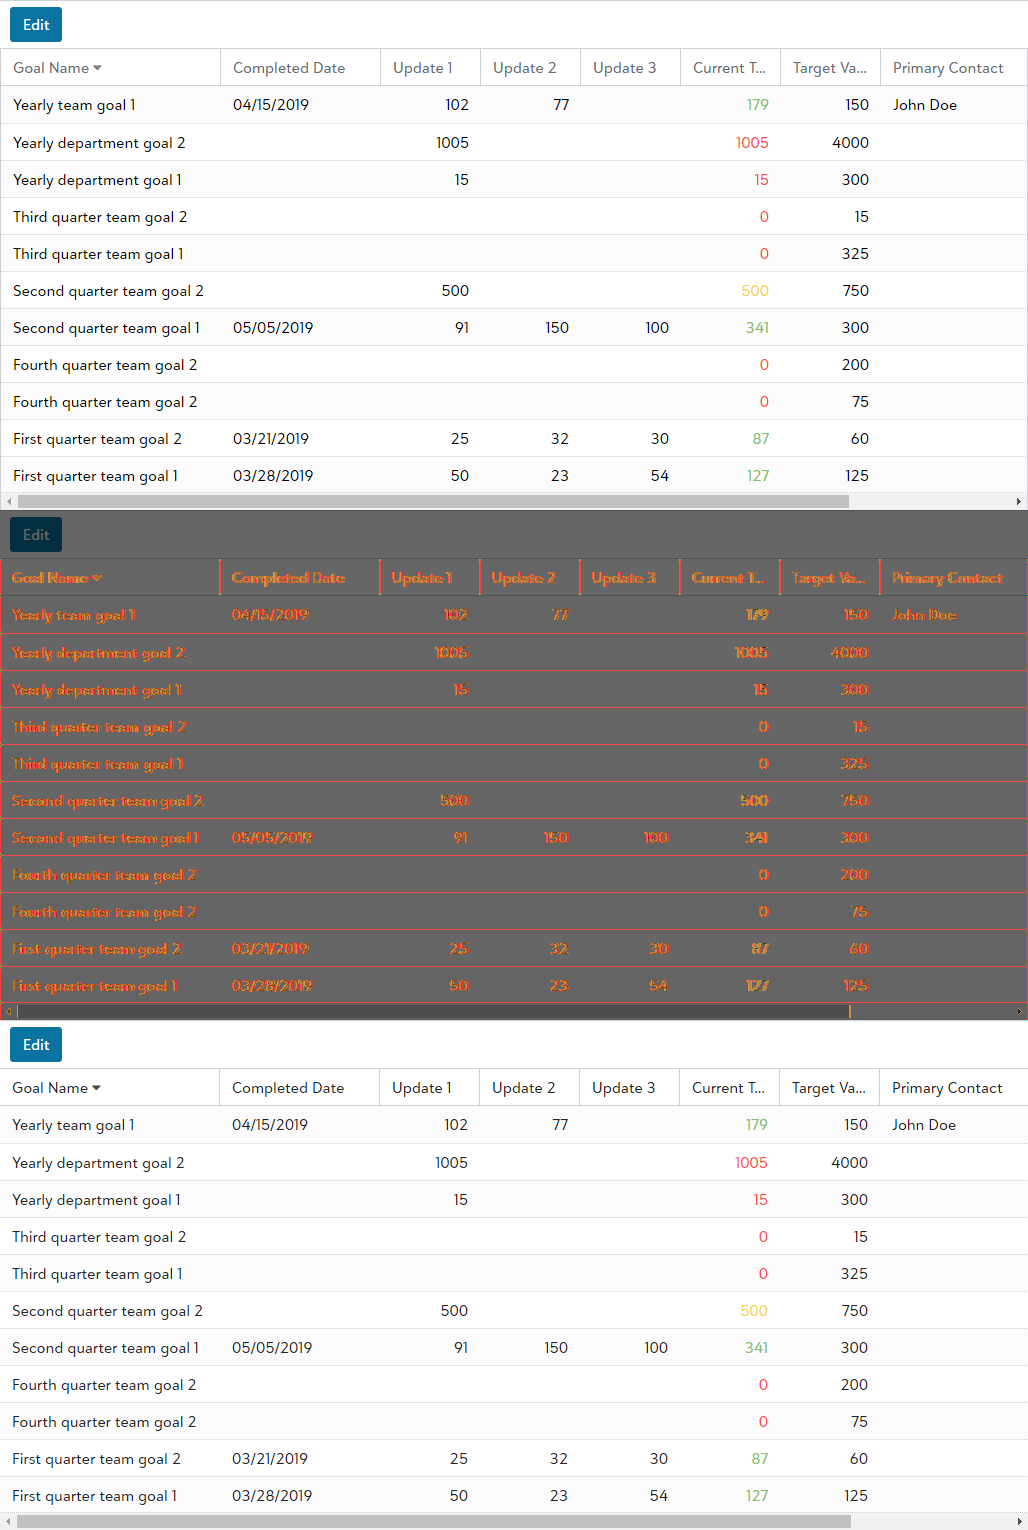 Edit
Goal Name Completed Date Update 1 Update 2 Update 3 Current T... Target Va... Primary Contact
Yearly team goal 1 04/15/2019 102 77 179 150 John Doe
Yearly department goal 2 1005 1005 4000
Yearly department goal 1 15 15 300
Third quarter team goal 2 0 15
Third quarter team goal 1 0 325
Second quarter team goal 2 500 500 750
Second quarter team goal 1 05/05/2019 91 150 100 341 300
Fourth quarter team goal 2 0 200
Fourth quarter team goal 2 0 75
First quarter team goal 2 03/21/2019 25 32 30 87 60
First quarter team goal 1 03/28/2019 50 23 54 127 125
Edit
Goal Name Completed Date Update 1 Update 2 Update 3 Current T... Target Va... Primary Contact
Yearly team goal 1 04/15/2019 102 77 179 150 John Doe
Yearly department goal 2 1005 1005 4000
Yearly department goal 1 15 15 300
Third quarter team goal 2 0 15
Third quarter team goal 1 0 325
Second quarter team goal 2 500 500 750
Second quarter team goal 1 05/05/2019 91 150 100 341 300
Fourth quarter team goal 2 0 200
Fourth quarter team goal 2 0 75
First quarter team goal 2 03/21/2019 25 32 30 87 60
First quarter team goal 1 03/28/2019 50 23 54 127 125
Edit
Goal Name Completed Date Update 1 Update 2 Update 3 Current T... Target Va... Primary Contact
Yearly team goal 1 04/15/2019 102 77 179 150 John Doe
Yearly department goal 2 1005 1005 4000
Yearly department goal 1 15 15 300
Third quarter team goal 2 0 15
Third quarter team goal 1 0 325
Second quarter team goal 2 500 500 750
Second quarter team goal 1 05/05/2019 91 150 100 341 300
Fourth quarter team goal 2 0 200
Fourth quarter team goal 2 0 75
First quarter team goal 2 03/21/2019 25 32 30 87 60
First quarter team goal 1 03/28/2019 50 23 54 127 125